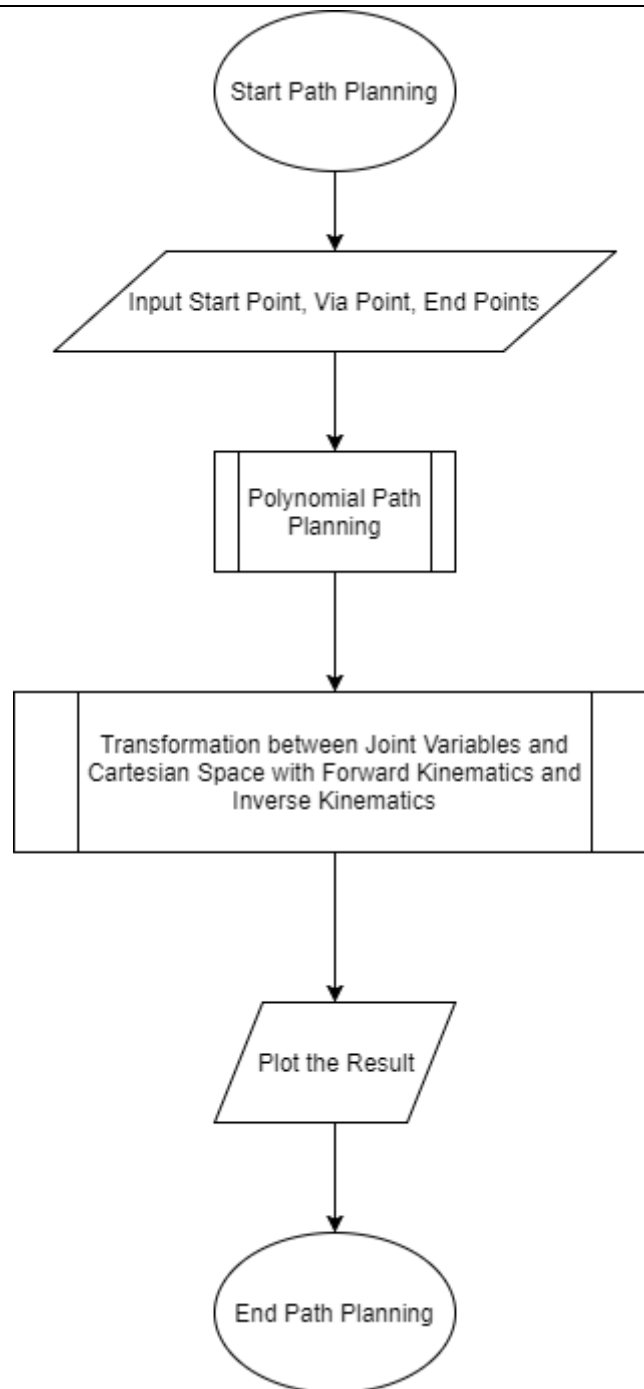 Start Path Planning
Input Start Point, Via Point, End Points
Polynomial Path
Planning
Transformation between Joint Variables and
Cartesian Space with Forward Kinematics and
Inverse Kinematics
Plot the Result
End Path Planning